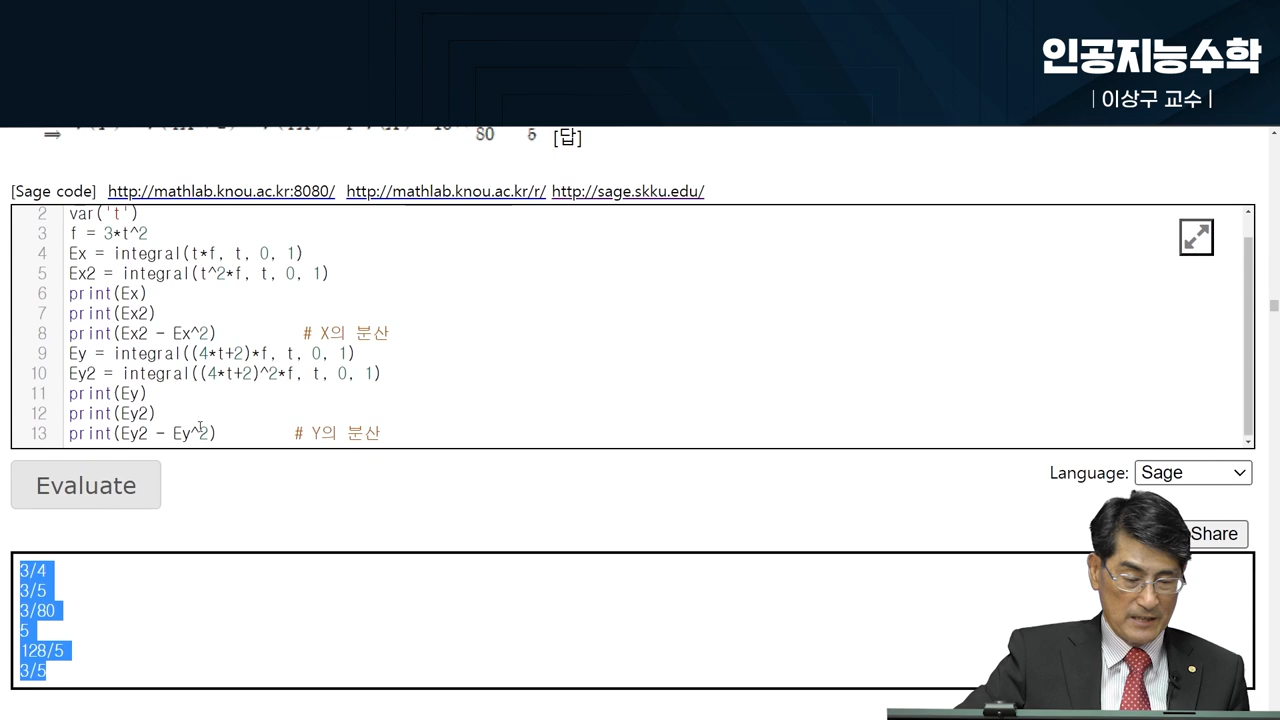 인공지능수학
| 이상구 교수 |
⇒ 80 5 [답]
[Sage code] http://mathlab.knou.ac.kr:8080/ http://mathlab.knou.ac.kr/r/ http://sage.skku.edu/
2 var('t')
3 f = 3*t^2
4 Ex = integral(t*f, t, 0, 1)
5 Ex2 = integral(t^2*f, t, 0, 1)
6 print(Ex)
7 print(Ex2)
8 print(Ex2 - Ex^2) # X의 분산
9 Ey = integral((4*t+2)*f, t, 0, 1)
10 Ey2 = integral((4*t+2)^2*f, t, 0, 1)
11 print(Ey)
12 print(Ey2)
13 print(Ey2 - Ey^2) # Y의 분산
Evaluate
Language: Sage
Share
3/4
3/5
3/80
5
128/5
3/5